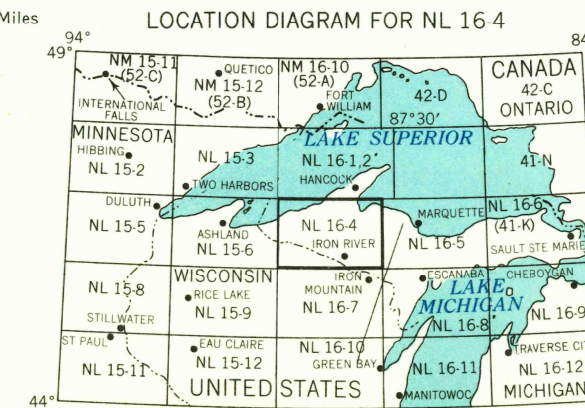 Miles
LOCATION DIAGRAM FOR NL 16-4
94°
84
49°
NM 15-11
(52-C)
INTERNATIONAL
FALLS
QUETICO
NM 15-12
(52-B)
NM 16-10
(52-A)
FORT
WILLIAM
42-D
CANADA
42-C
ONTARIO
87°30'
MINNESOTA
HIBBING
NL 15-2
NL 15-3
TWO HARBORS
LAKE SUPERIOR
NL 16-1,2
HANCOCK
41-N
DULUTH
NL 15-5
ASHLAND
NL 15-6
NL 16-4
IRON RIVER
MARQUETTE
NL 16-5
NL 16-6
(41-K)
SAULT STE MARIE
NL 15-8
STILLWATER
WISCONSIN
RICE LAKE
NL 15-9
IRON
MOUNTAIN
NL 16-7
ESCANABA
LAKE
MICHIGAN
NL 16-8
CHEBOYGAN
NL 16-9
ST PAUL
NL 15-11
EAU CLAIRE
NL 15-12
NL 16-10
GREEN BAY
NL 16-11
MANITOWOC
TRAVERSE CI
NL 16-12
MICHIGAN
UNITED STATES
44°